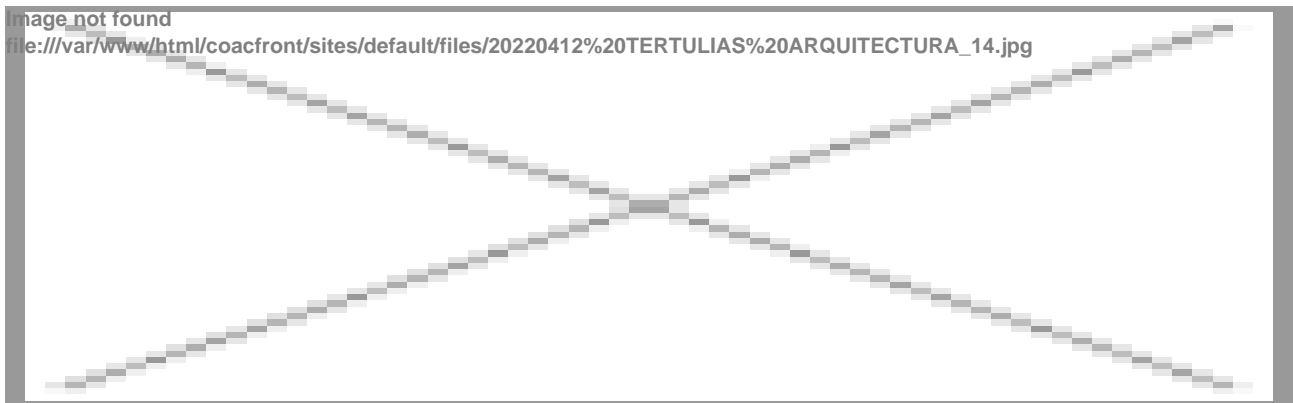 Image not found
file:///var/www/html/coacfront/sites/default/files/20220412%20TERTULIAS%20ARQUITECTURA_14.jpg